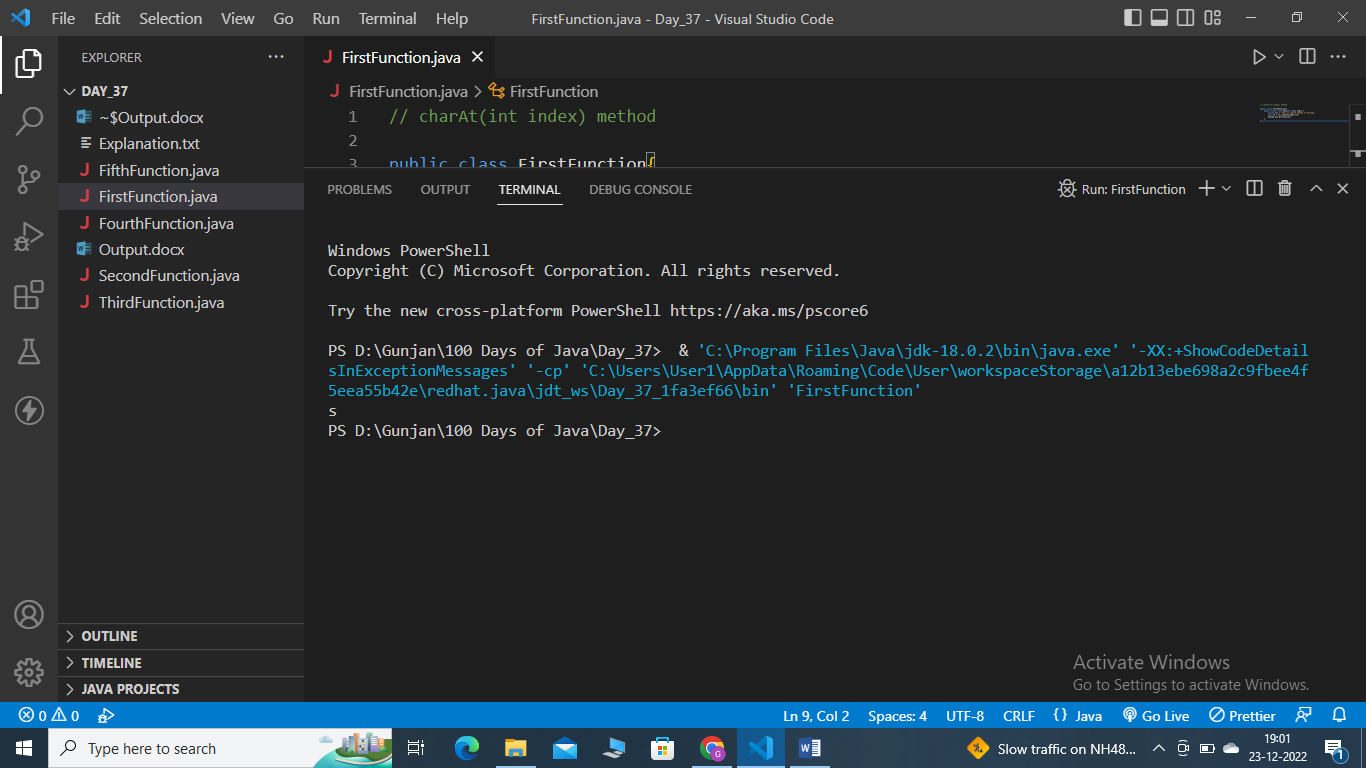 File Edit Selection View Go Run Terminal Help FirstFunction.java - Day_37 - Visual Studio Code
EXPLORER
FirstFunction.java
DAY_37
FirstFunction.java > FirstFunction
~$Output.docx
Explanation.txt
FifthFunction.java
FirstFunction.java
FourthFunction.java
Output.docx
SecondFunction.java
ThirdFunction.java
1 // charAt(int index) method
2
3 public class FirstFunction{
PROBLEMS OUTPUT TERMINAL DEBUG CONSOLE Run: FirstFunction
Windows PowerShell
Copyright (C) Microsoft Corporation. All rights reserved.
Try the new cross-platform PowerShell https://aka.ms/pscore6
PS D:\Gunjan\100 Days of Java\Day_37>  & 'C:\Program Files\Java\jdk-18.0.2\bin\java.exe' '-XX:+ShowCodeDetail
sInExceptionMessages' '-cp' 'C:\Users\User1\AppData\Roaming\Code\User\workspaceStorage\a12b13ebe698a2c9fbee4f
5eea55b42e\redhat.java\jdt_ws\Day_37_1fa3ef66\bin' 'FirstFunction'
s
PS D:\Gunjan\100 Days of Java\Day_37>
OUTLINE
TIMELINE
JAVA PROJECTS
Activate Windows
Go to Settings to activate Windows.
0 0 Ln 9, Col 2 Spaces: 4 UTF-8 CRLF {} Java Go Live Prettier
Type here to search Slow traffic on NH48... 19:01
23-12-2022
1